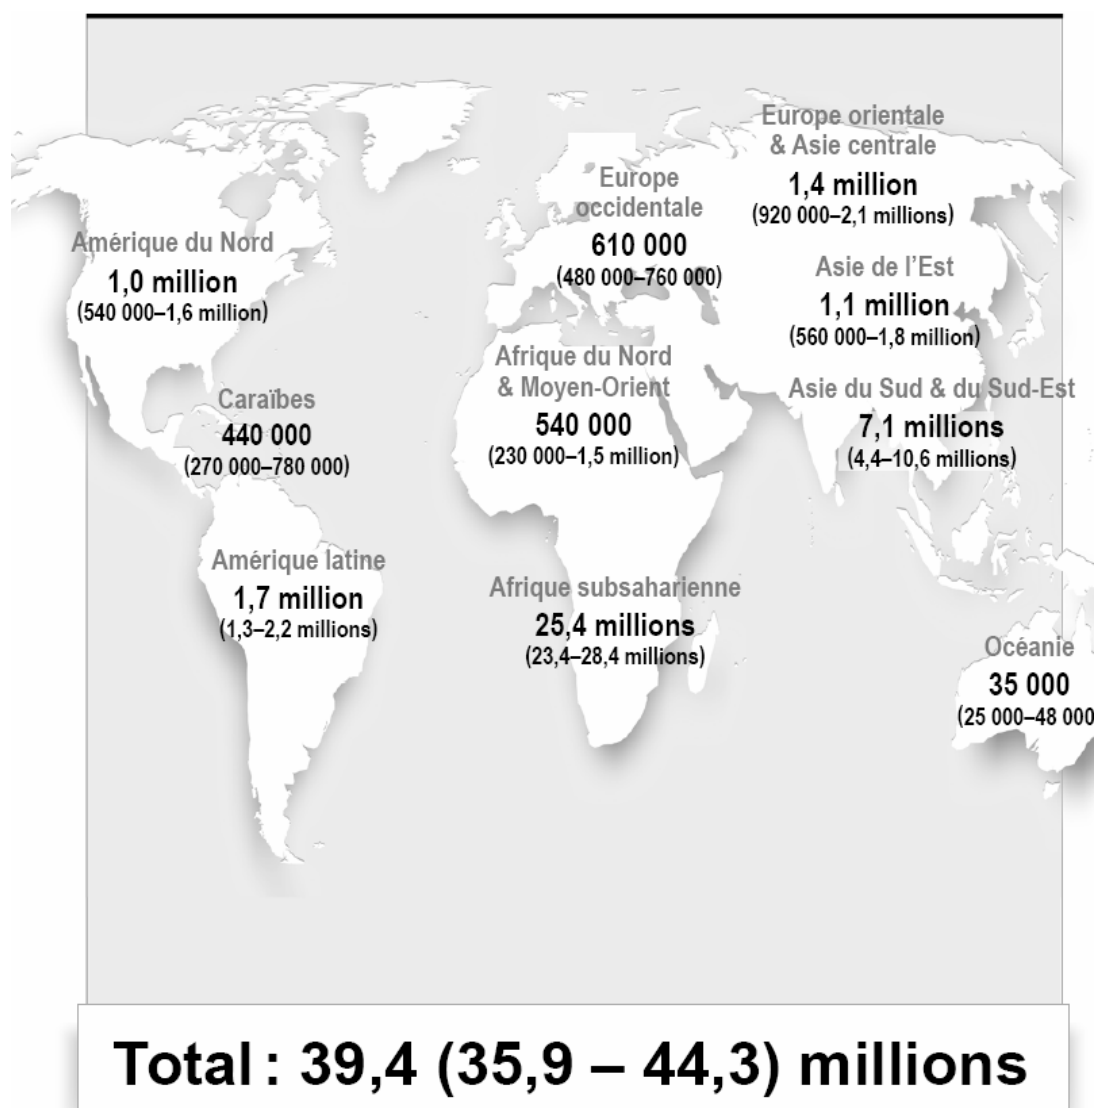 Europe orientale
& Asie centrale
1,4 million
(920 000–2,1 millions)
Europe
occidentale
610 000
(480 000–760 000)
Amérique du Nord
1,0 million
(540 000–1,6 million)
Asie de l’Est
1,1 million
(560 000–1,8 million)
Afrique du Nord
& Moyen-Orient
540 000
(230 000–1,5 million)
Caraïbes
440 000
(270 000–780 000)
Asie du Sud & du Sud-Est
7,1 millions
(4,4–10,6 millions)
Amérique latine
1,7 million
(1,3–2,2 millions)
Afrique subsaharienne
25,4 millions
(23,4–28,4 millions)
Océanie
35 000
(25 000–48 000
Total : 39,4 (35,9 – 44,3) millions